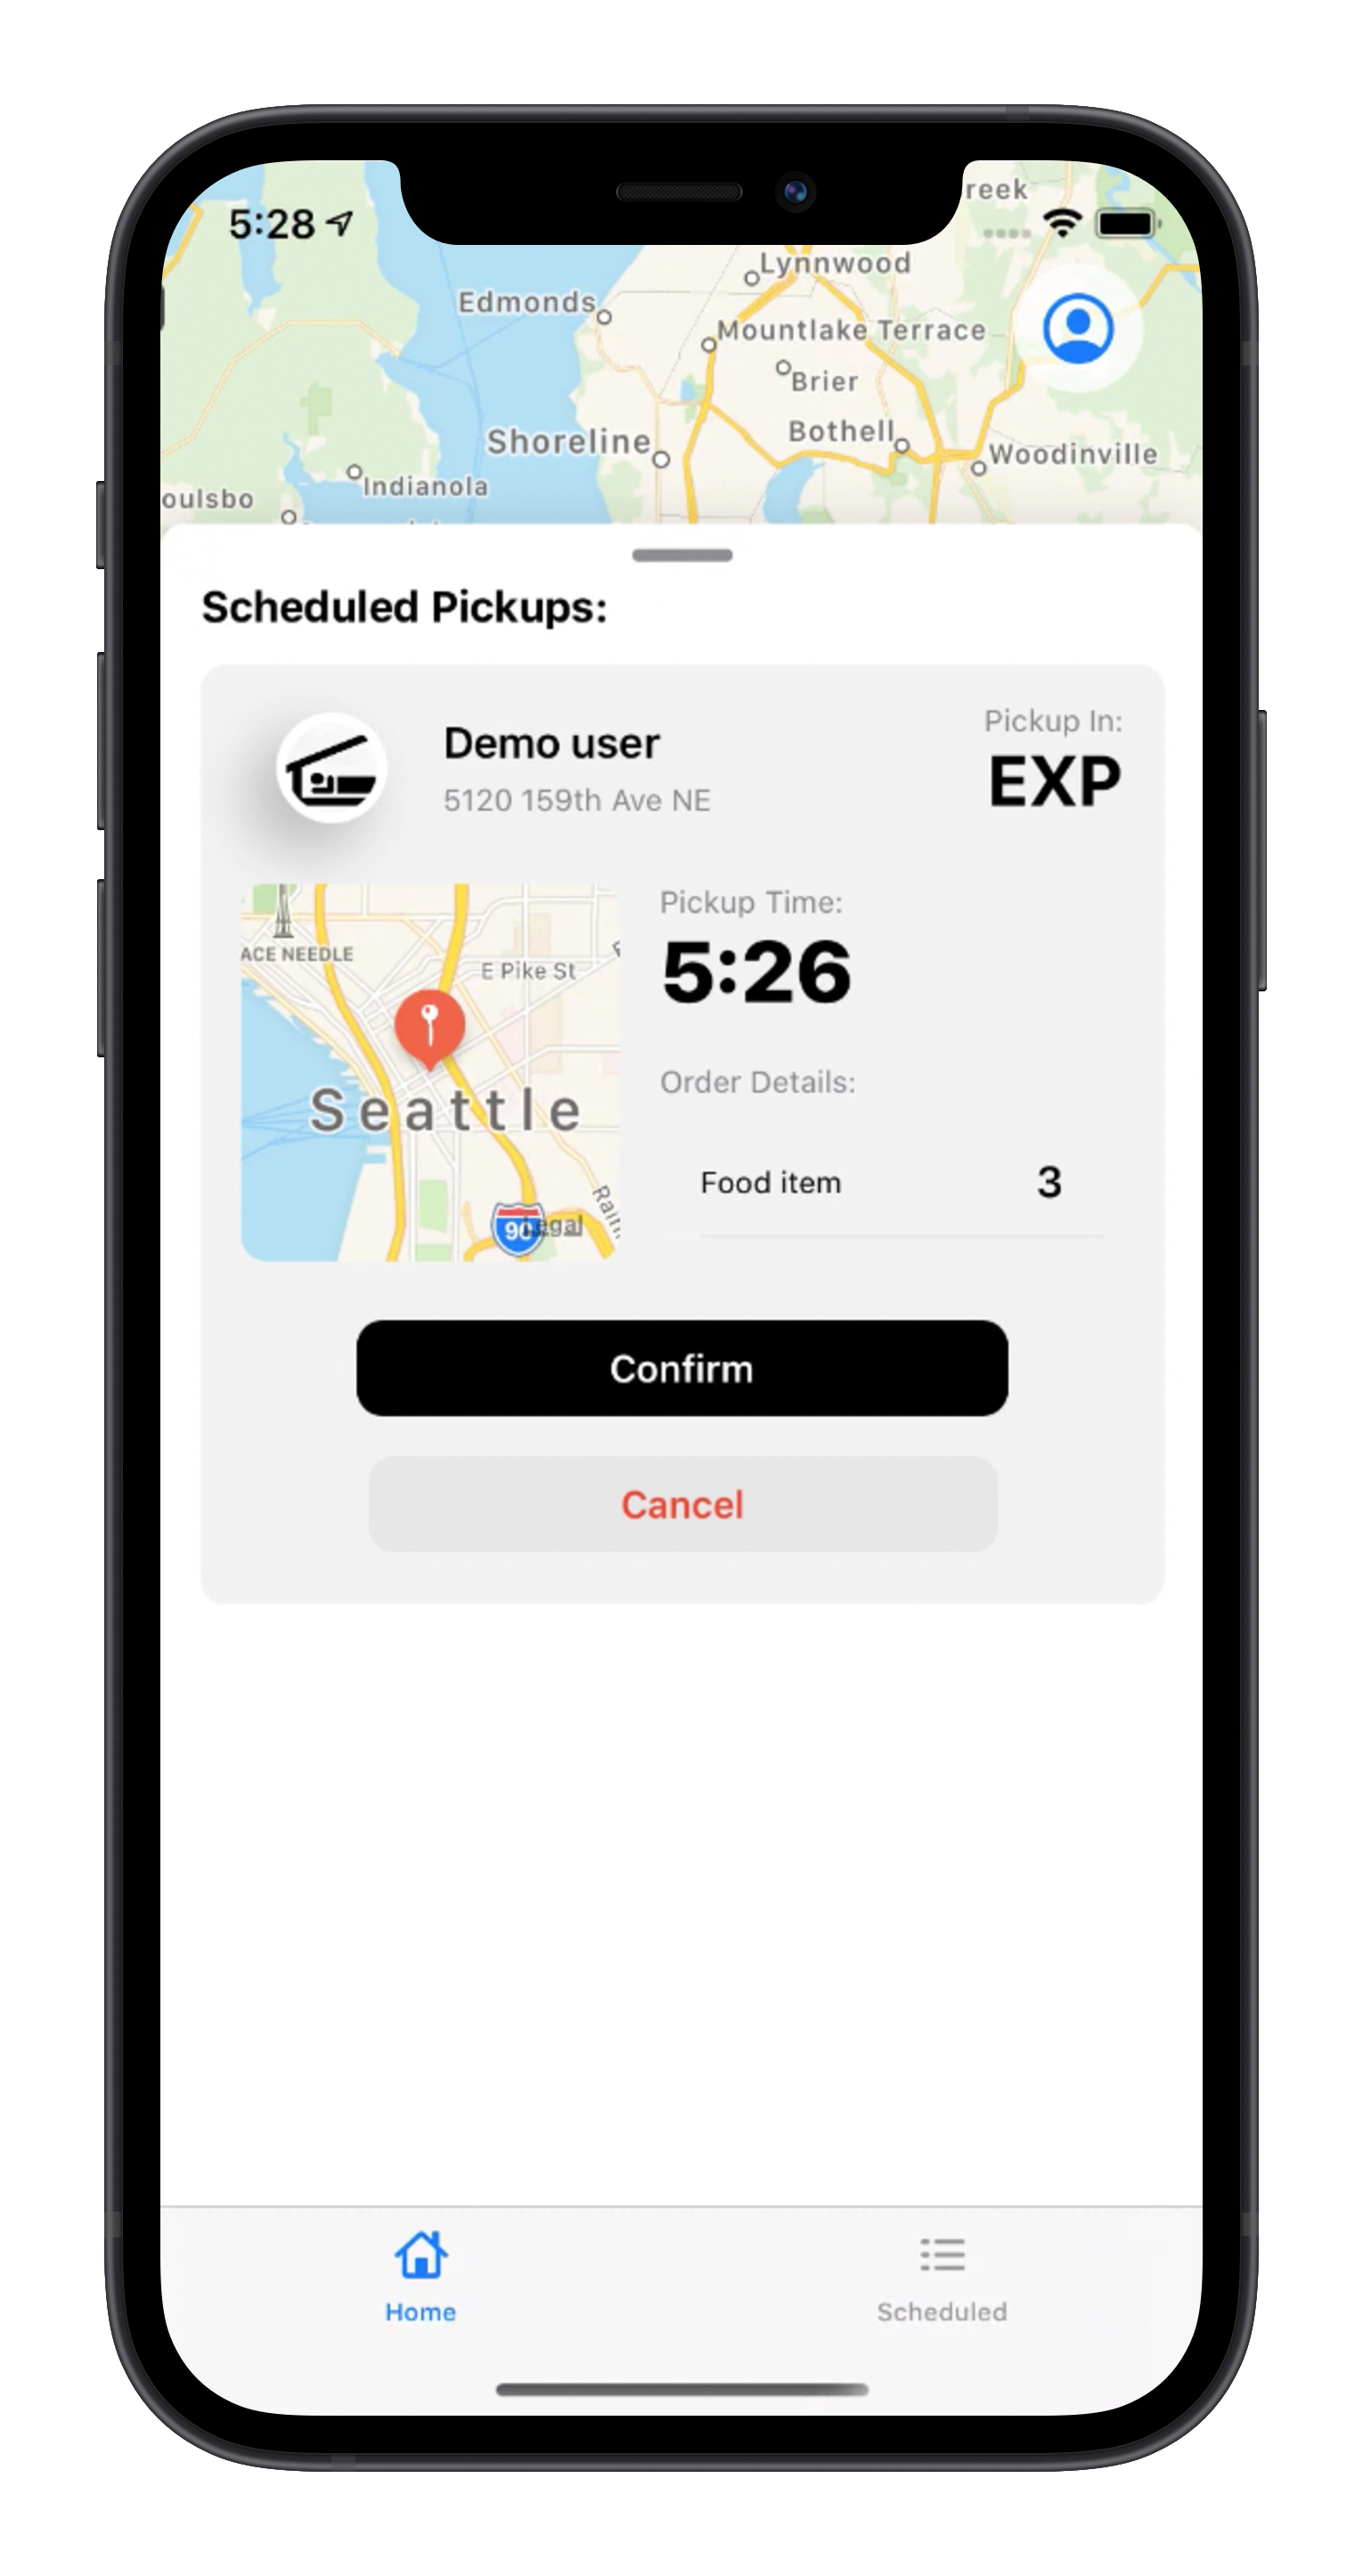 5:28
reek
Lynnwood
Edmonds
Mountlake Terrace
Brier
Bothell
Shoreline
Woodinville
Indianola
oulsbo
Scheduled Pickups:
Demo user
5120 159th Ave NE
Pickup In:
EXP
ACE NEEDLE
E Pike St
Seattle
90
Legal
Rain
Pickup Time:
5:26
Order Details:
Food item 3
Confirm
Cancel
Home
Scheduled